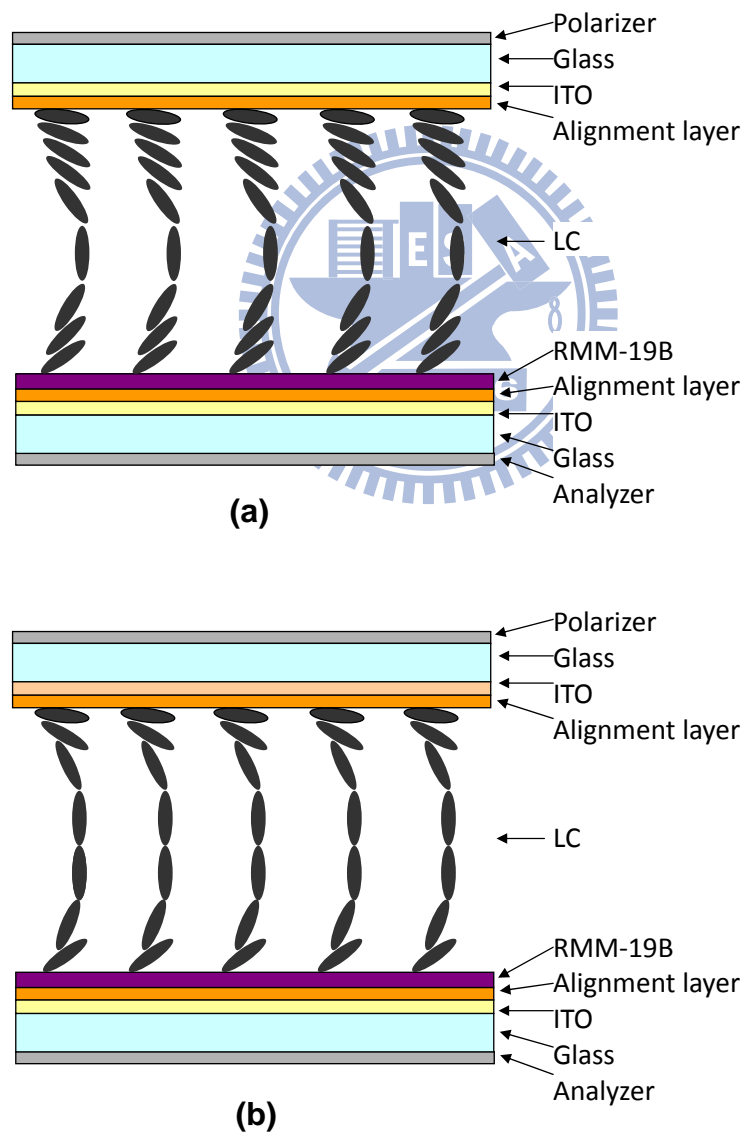 Polarizer
Glass
ITO
Alignment layer
E S A
LC
8
RMM-19B
Alignment layer
ITO
Glass
Analyzer
(a)
Polarizer
Glass
ITO
Alignment layer
LC
RMM-19B
Alignment layer
ITO
Glass
Analyzer
(b)